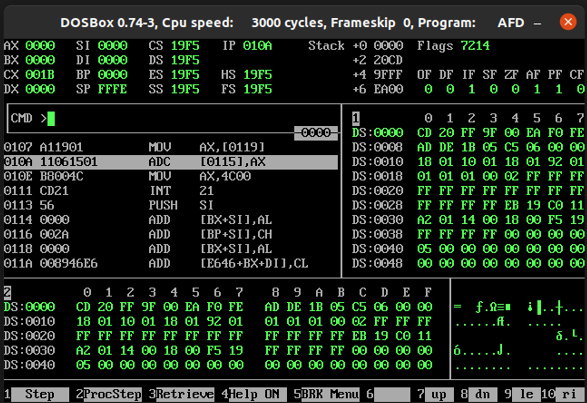 DOSBox 0.74-3, Cpu speed: 3000 cycles, Frameskip 0, Program: AFD
AX 0000 SI 0000 CS 19F5 IP 010A Stack +0 0000 Flags 7214
BX 0000 DI 0000 DS 19F5 +2 20CD
CX 001B BP 0000 ES 19F5 HS 19F5 +4 9FFF OF DF IF SF ZF AF PF CF
DX 0000 SP FFFE SS 19F5 FS 19F5 +6 EA00 0 0 1 0 0 1 1 0
CMD >
0000
1 0 1 2 3 4 5 6 7
DS:0000 CD 20 FF 9F 00 EA F0 FE
DS:0008 AD DE 1B 05 C5 06 00 00
DS:0010 18 01 10 01 18 01 92 01
DS:0018 01 01 01 00 02 FF FF FF
DS:0020 FF FF FF FF FF FF FF FF
DS:0028 FF FF FF FF EB 19 C0 11
DS:0030 A2 01 14 00 18 00 F5 19
DS:0038 FF FF FF FF 00 00 00 00
DS:0040 05 00 00 00 00 00 00 00
DS:0048 00 00 00 00 00 00 00 00
0107 A11901 MOV AX,[0119]
010A 11061501 ADC [0115],AX
010E B8004C MOV AX,4C00
0111 CD21 INT 21
0113 56 PUSH SI
0114 0000 ADD [BX+SI],AL
0116 002A ADD [BP+SI],CH
0118 0000 ADD [BX+SI],AL
011A 008946E6 ADD [E646+BX+DI],CL
2 0 1 2 3 4 5 6 7 8 9 A B C D E F
DS:0000 CD 20 FF 9F 00 EA F0 FE AD DE 1B 05 C5 06 00 00
DS:0010 18 01 10 01 18 01 92 01 01 01 01 00 02 FF FF FF
DS:0020 FF FF FF FF FF FF FF FF FF FF FF FF EB 19 C0 11
DS:0030 A2 01 14 00 18 00 F5 19 FF FF FF FF 00 00 00 00
DS:0040 05 00 00 00 00 00 00 00 00 00 00 00 00 00 00 00
1 Step 2 ProcStep 3 Retrieve 4 Help ON 5 BRK Menu 6 7 up 8 dn 9 le 10 ri